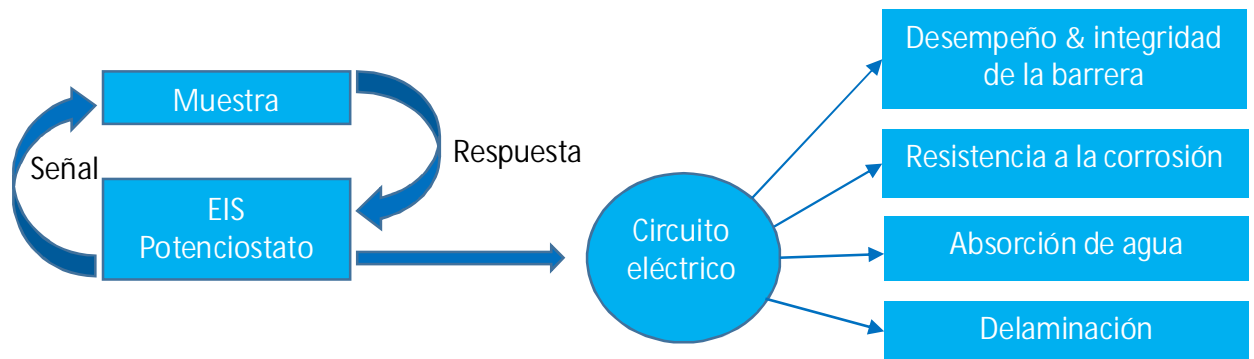 Muestra
Señal
Respuesta
EIS
Potenciostato
Circuito
eléctrico
Desempeño & integridad
de la barrera
Resistencia a la corrosión
Absorción de agua
Delaminación